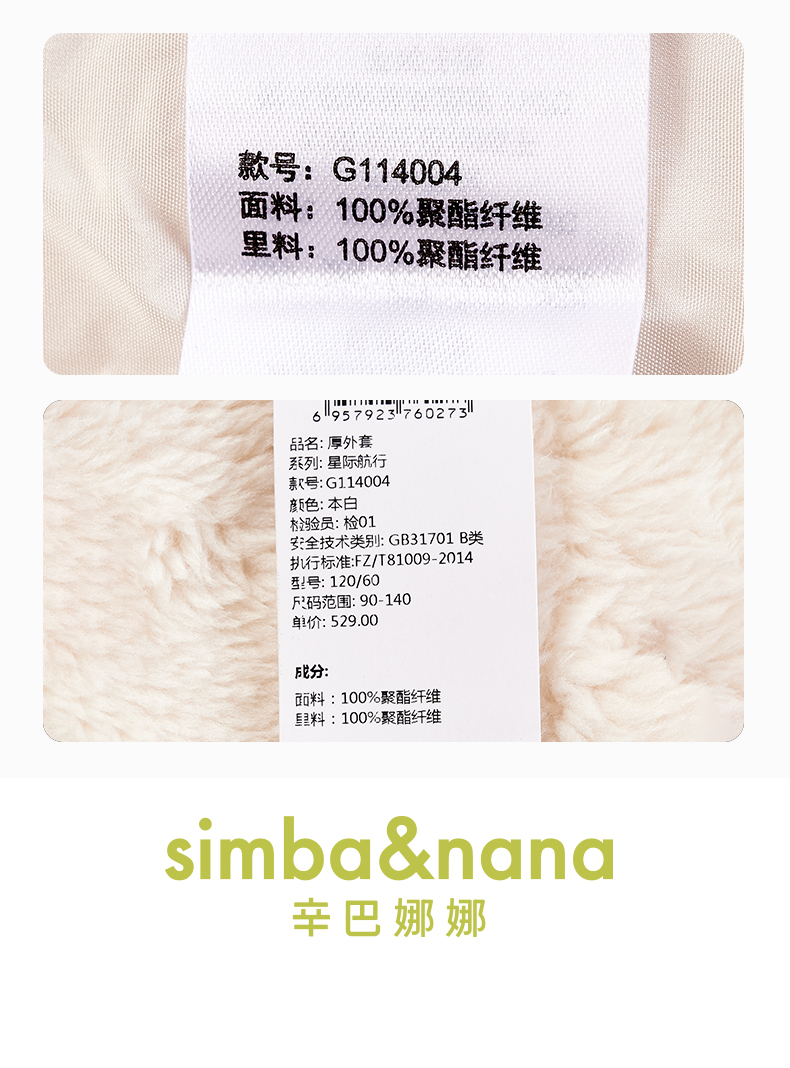 款号：G114004
面料：100%聚酯纤维
里料：100%聚酯纤维
6 957923 760273
品名: 厚外套
系列: 星际航行
款号: G114004
颜色: 本白
检验员: 检01
安全技术类别: GB31701 B类
执行标准:FZ/T81009-2014
型号: 120/60
尺码范围: 90-140
单价: 529.00
成分:
面料：100%聚酯纤维
里料：100%聚酯纤维
simba&nana
辛巴娜娜